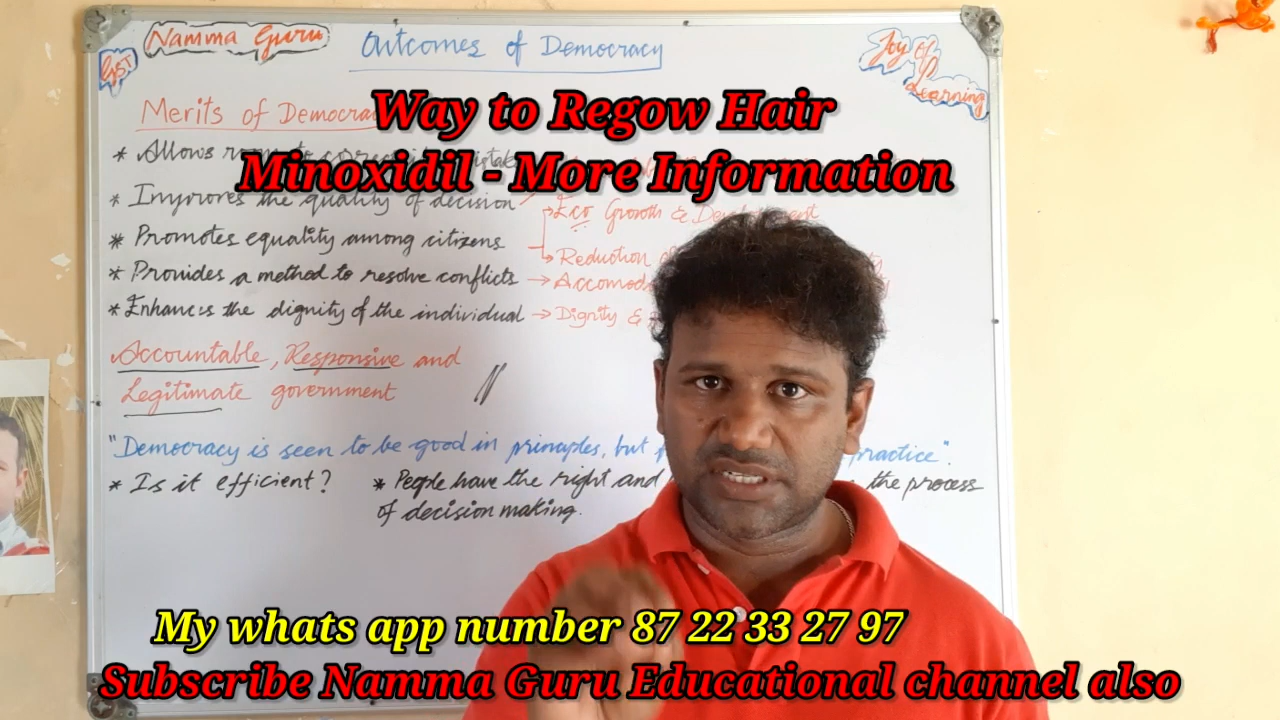 Namma Guru
Outcomes of Democracy
Joy Of
Learning
Way to Regow Hair
Merits of Democra
* Allows room to
Minoxidil - More Information
* Improves the quality of decision
Eco Growth &
* Promotes equality among citizens
Reduction
* Provides a method to resolve conflicts → Accomod
* Enhances the dignity of the individual → Dignity &
Accountable, Responsive and
Legitimate government
"Democracy is seen to be good in principles, but practice".
* Is it efficient? * People have the right and the process
of decision making.
My whats app number 87 22 33 27 97
Subscribe Namma Guru Educational channel also